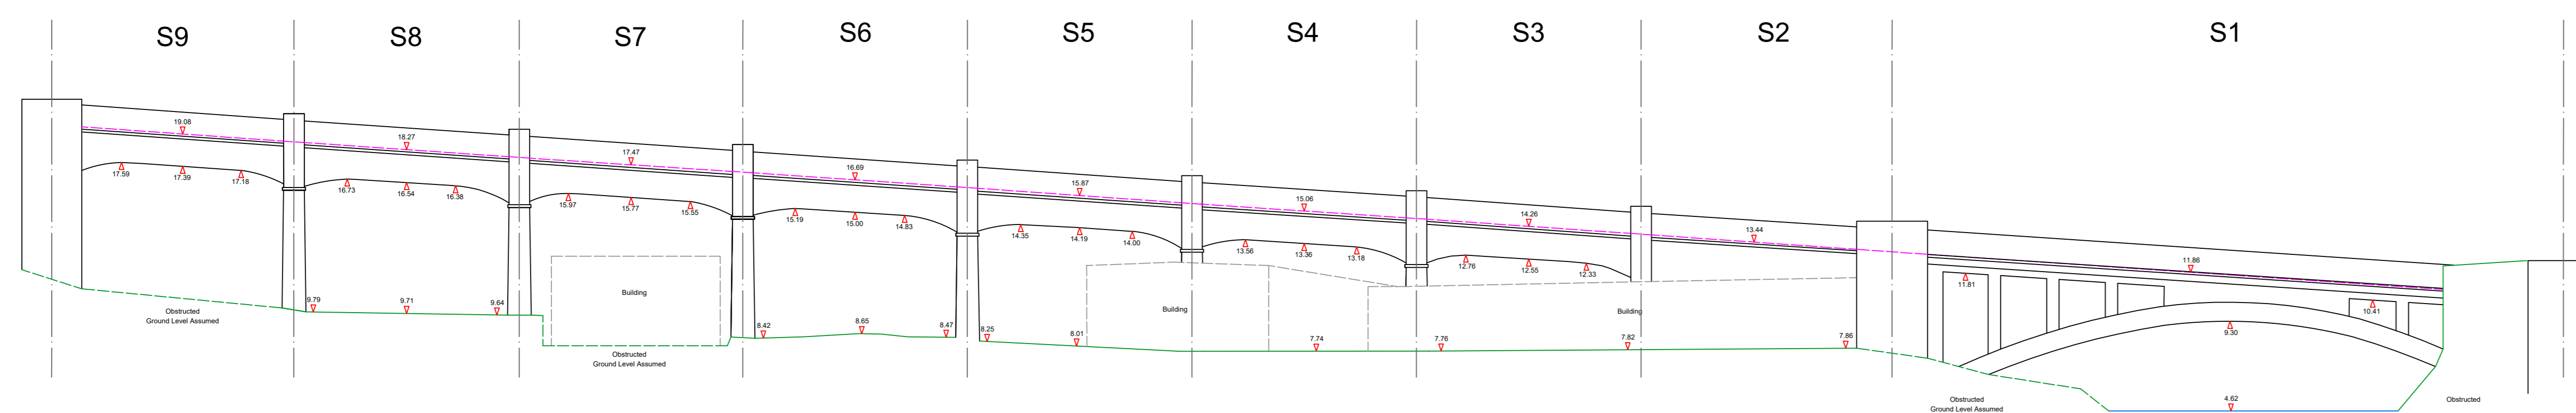 S9 S8 S7 S6 S5 S4 S3 S2 S1
19.08
17.59 17.39 17.18
18.27
16.73 16.54 16.38
17.47
15.97 15.77 15.55
16.69
15.19 15.00 14.83
15.87
14.35 14.19 14.00
15.06
13.56 13.36 13.18
14.26
12.76 12.55 12.33
13.44
11.86
11.81
10.41
9.30
Building
Building
Building
9.79 9.71 9.64
8.42 8.65 8.47
8.25 8.01
7.74
7.76 7.82 7.86
4.62
Obstructed
Ground Level Assumed
Obstructed
Ground Level Assumed
Obstructed
Ground Level Assumed
Obstructed